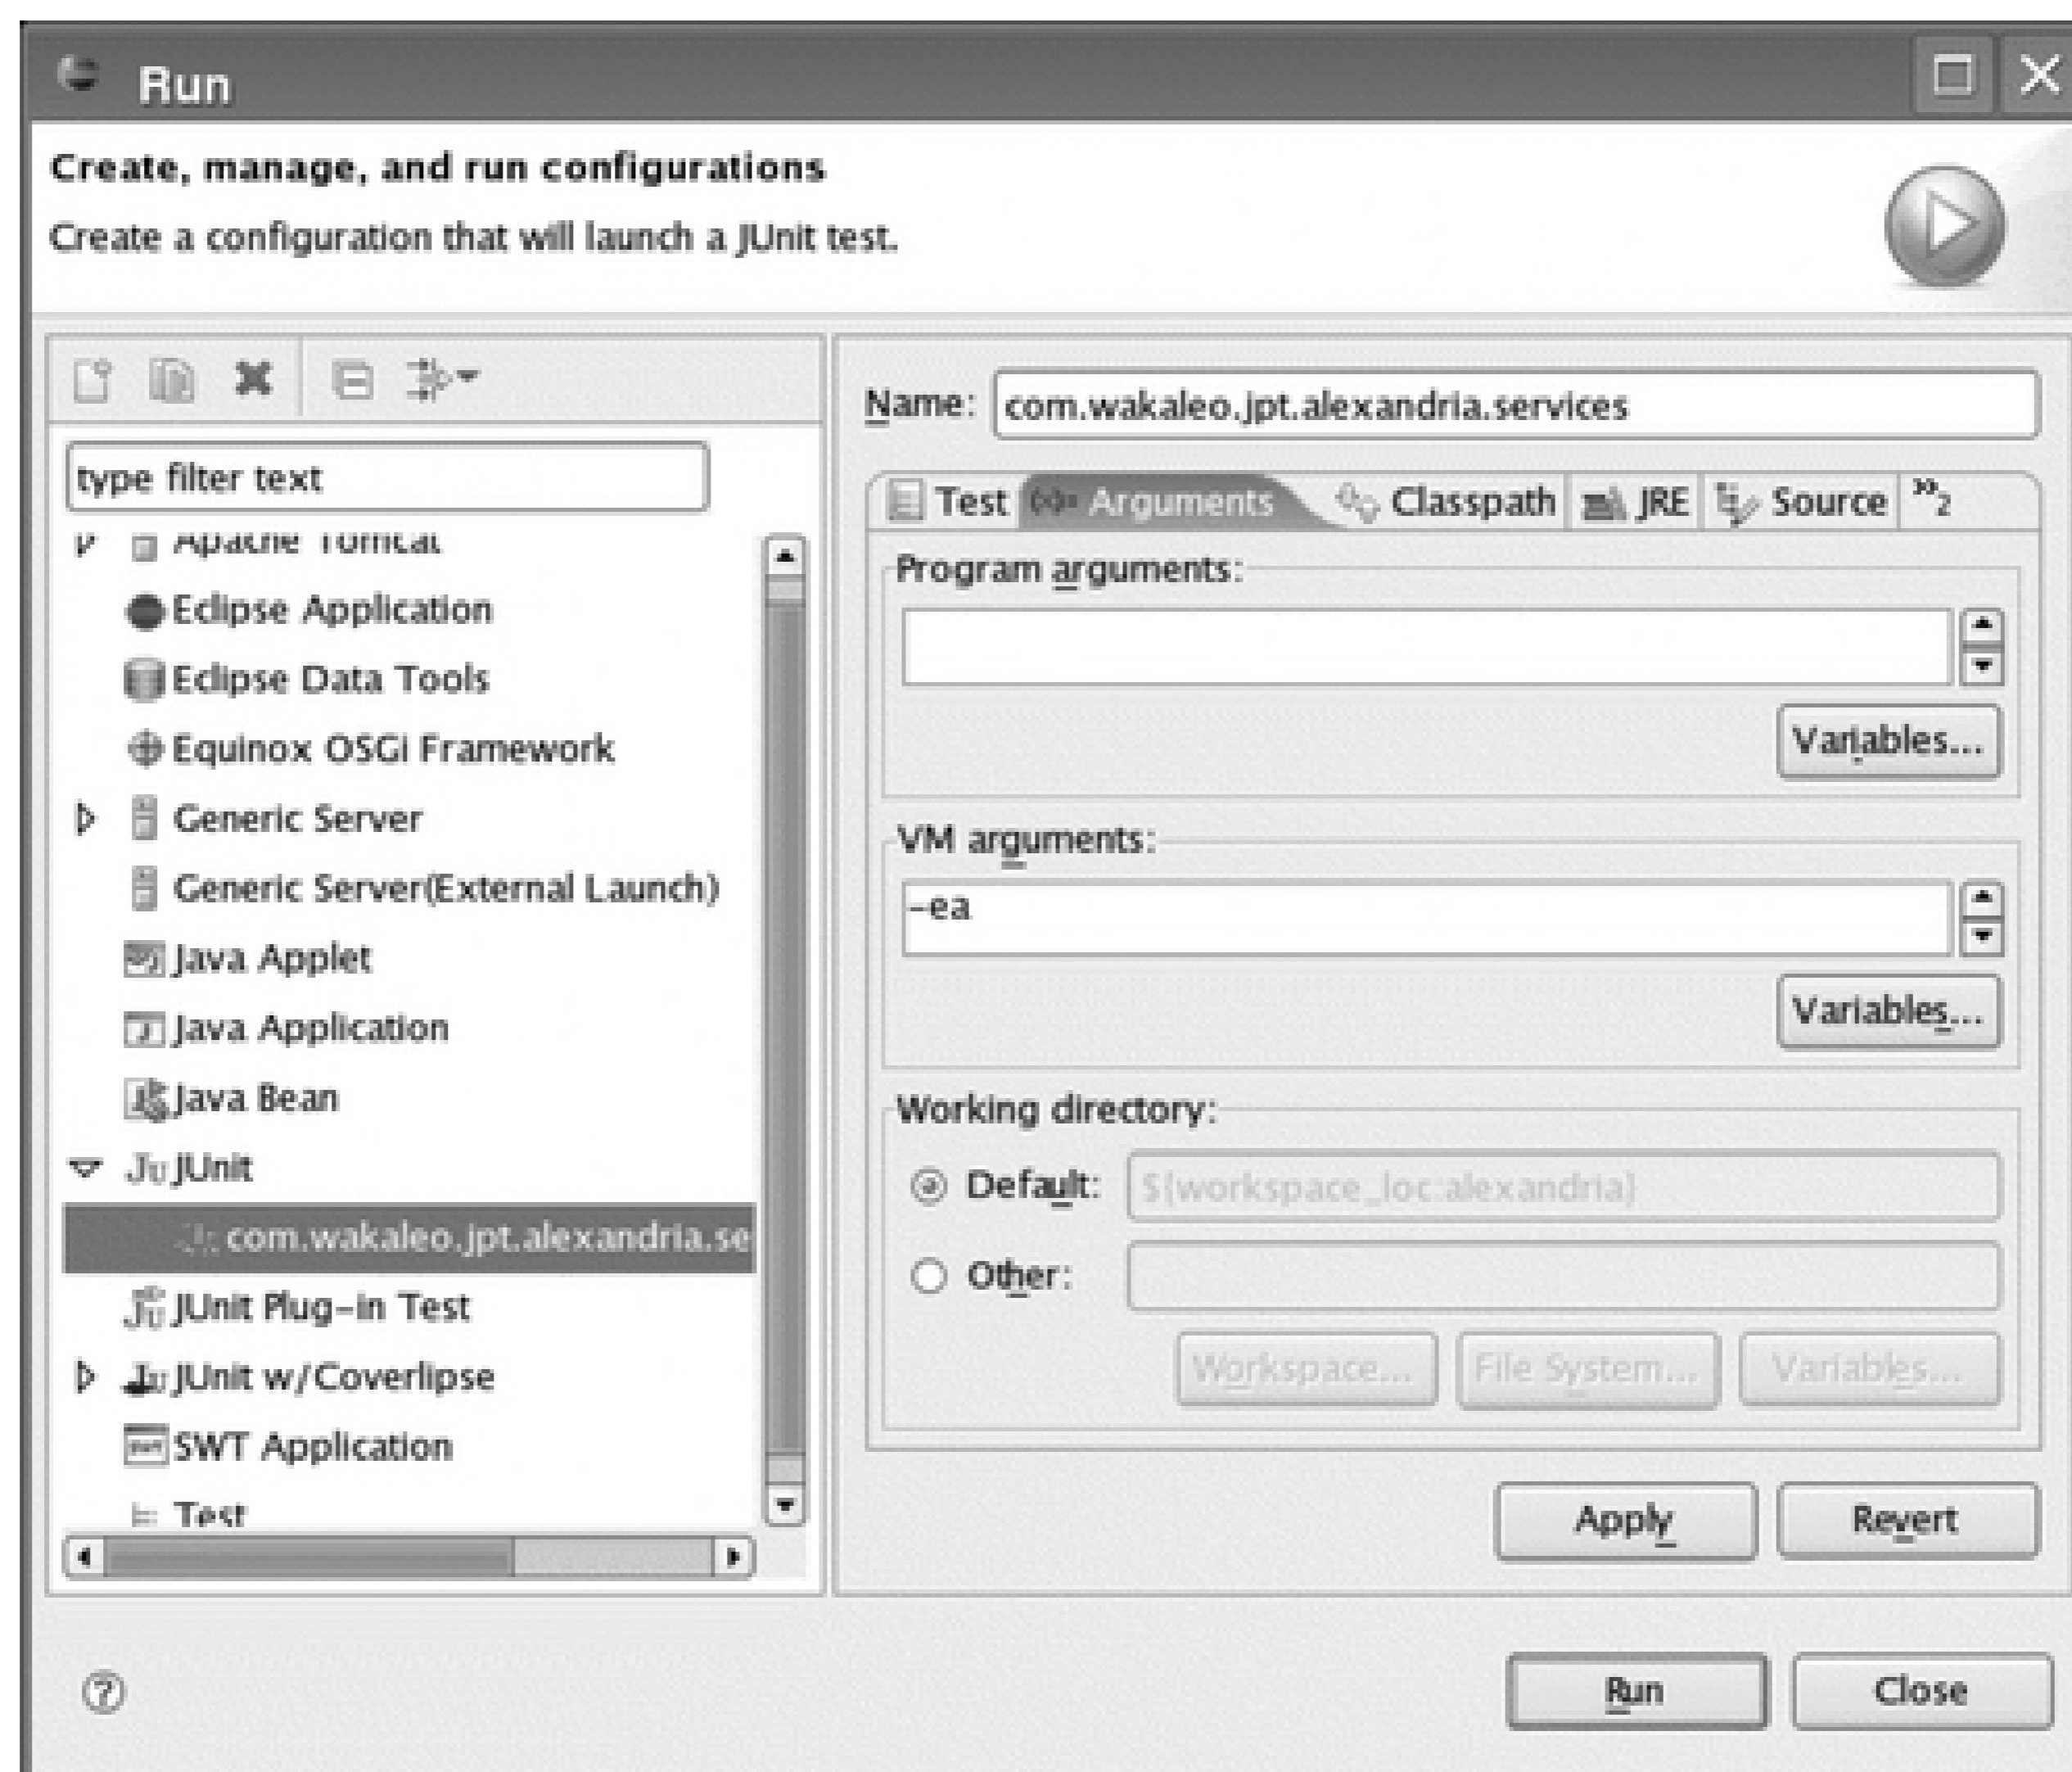 Run
Create, manage, and run configurations
Create a configuration that will launch a JUnit test.
type filter text
Apache Tomcat
Eclipse Application
Eclipse Data Tools
Equinox OSGi Framework
Generic Server
Generic Server(External Launch)
Java Applet
Java Application
Java Bean
JUnit
com.wakaleo.jpt.alexandria.se
JUnit Plug-in Test
JUnit w/Coverlipse
SWT Application
Test
Name: com.wakaleo.jpt.alexandria.services
Test Arguments Classpath JRE Source »2
Program arguments:
Variables...
VM arguments:
-ea
Variables...
Working directory:
Default: ${workspace_loc:alexandria}
Other:
Workspace... File System... Variables...
Apply Revert
Run Close